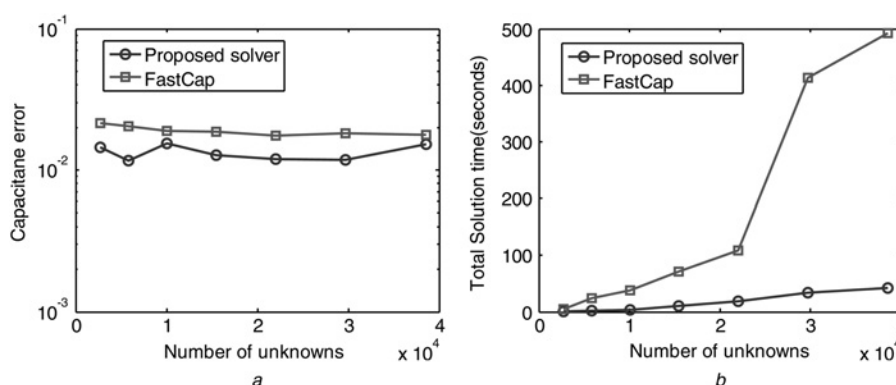 10^-1
Proposed solver
FastCap
Capacitane error
10^-2
10^-3
0 1 2 3 4
Number of unknowns
x 10^4
a
500
Proposed solver
FastCap
400
Total Solution time(seconds)
300
200
100
0
0 1 2 3
Number of unknowns
x 10
b